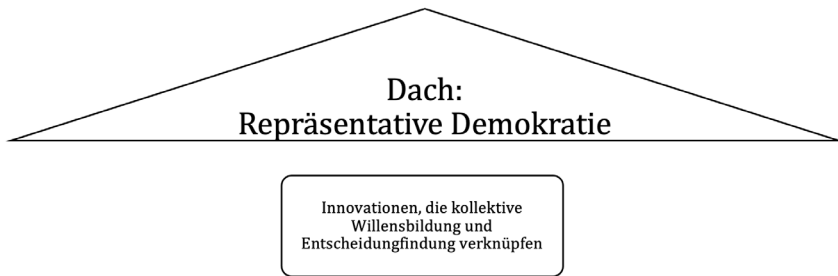 Dach:
Repräsentative Demokratie
Innovationen, die kollektive
Willensbildung und
Entscheidungfindung verknüpfen